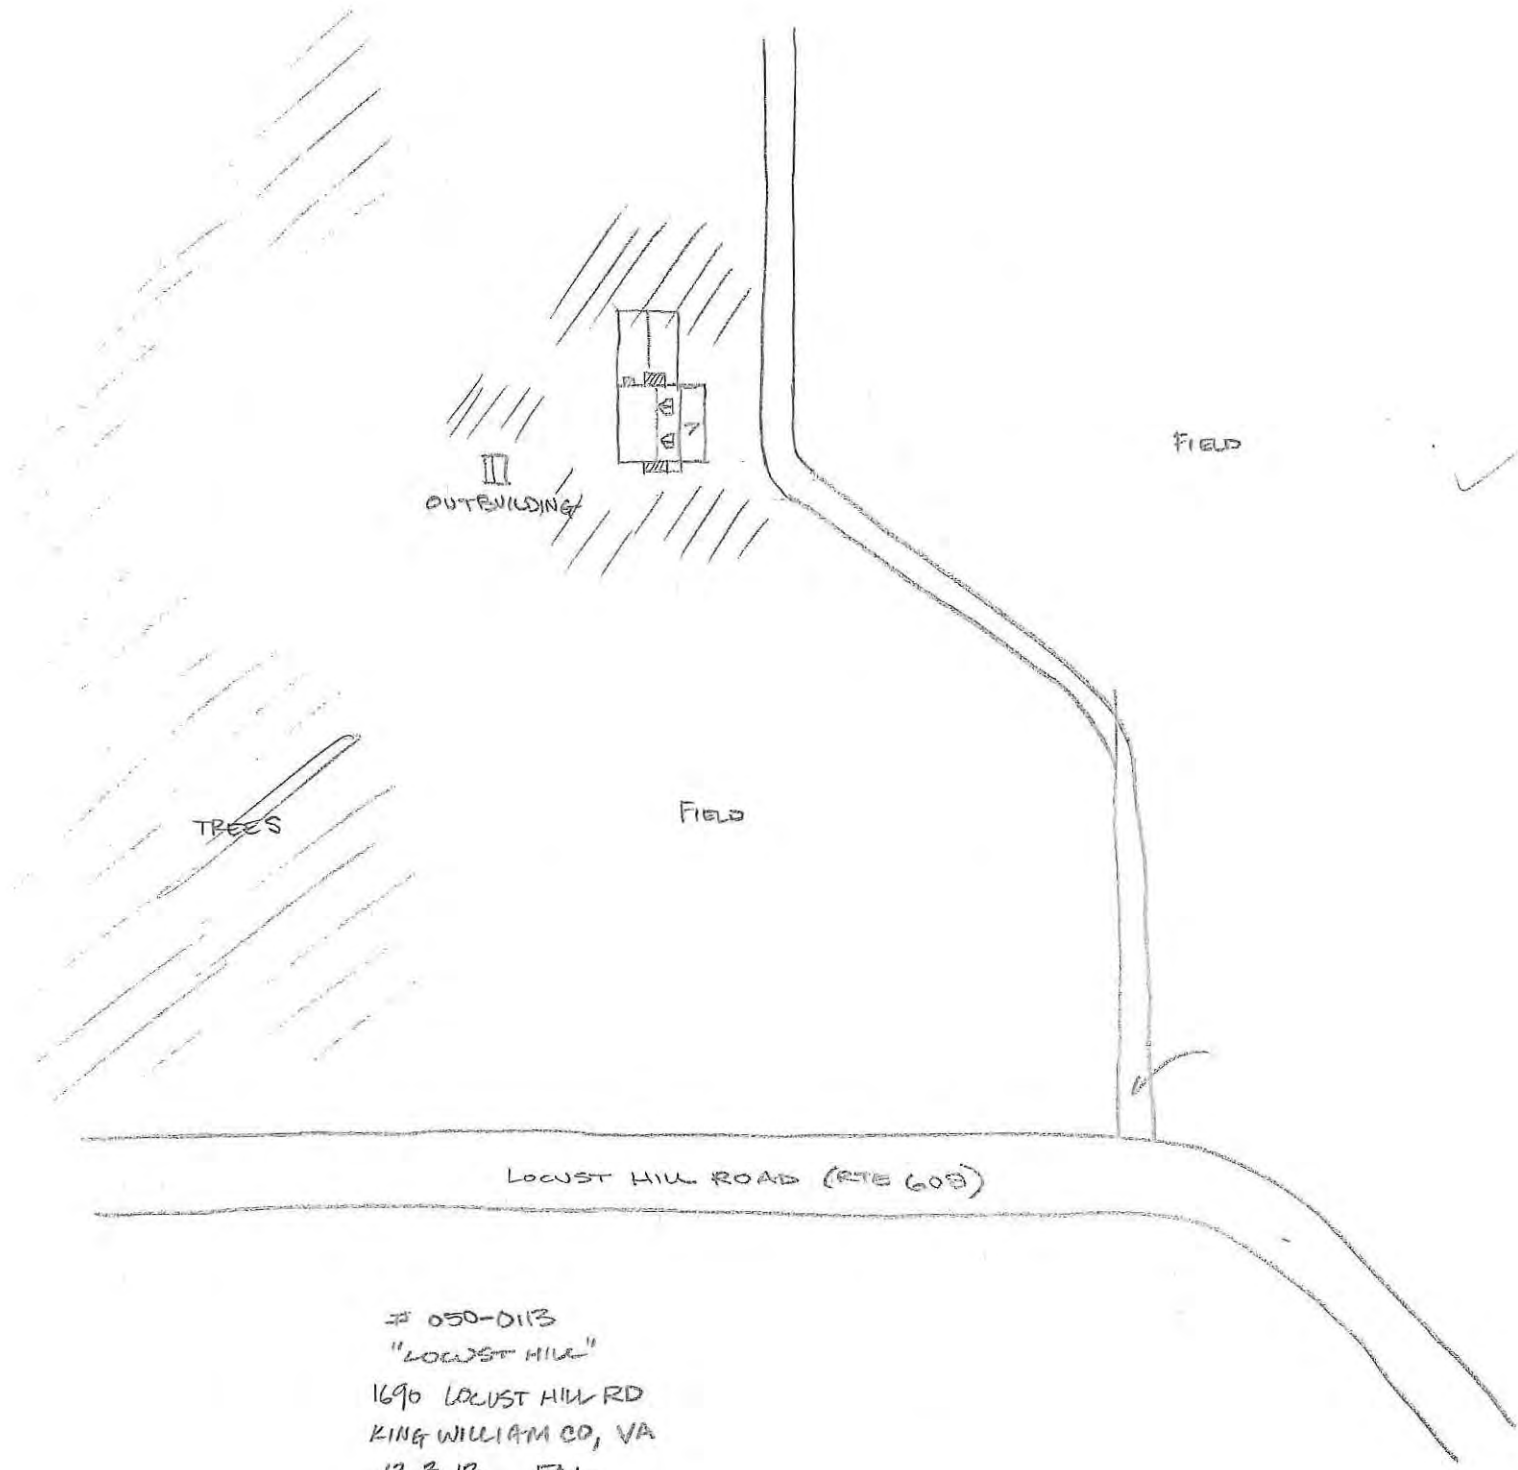 FIELD
OUTBUILDING
TREES
FIELD
LOCUST HILL ROAD (RTE 608)
# 050-0113
"LOCUST HILL"
1690 LOCUST HILL RD
KING WILLIAM CO, VA